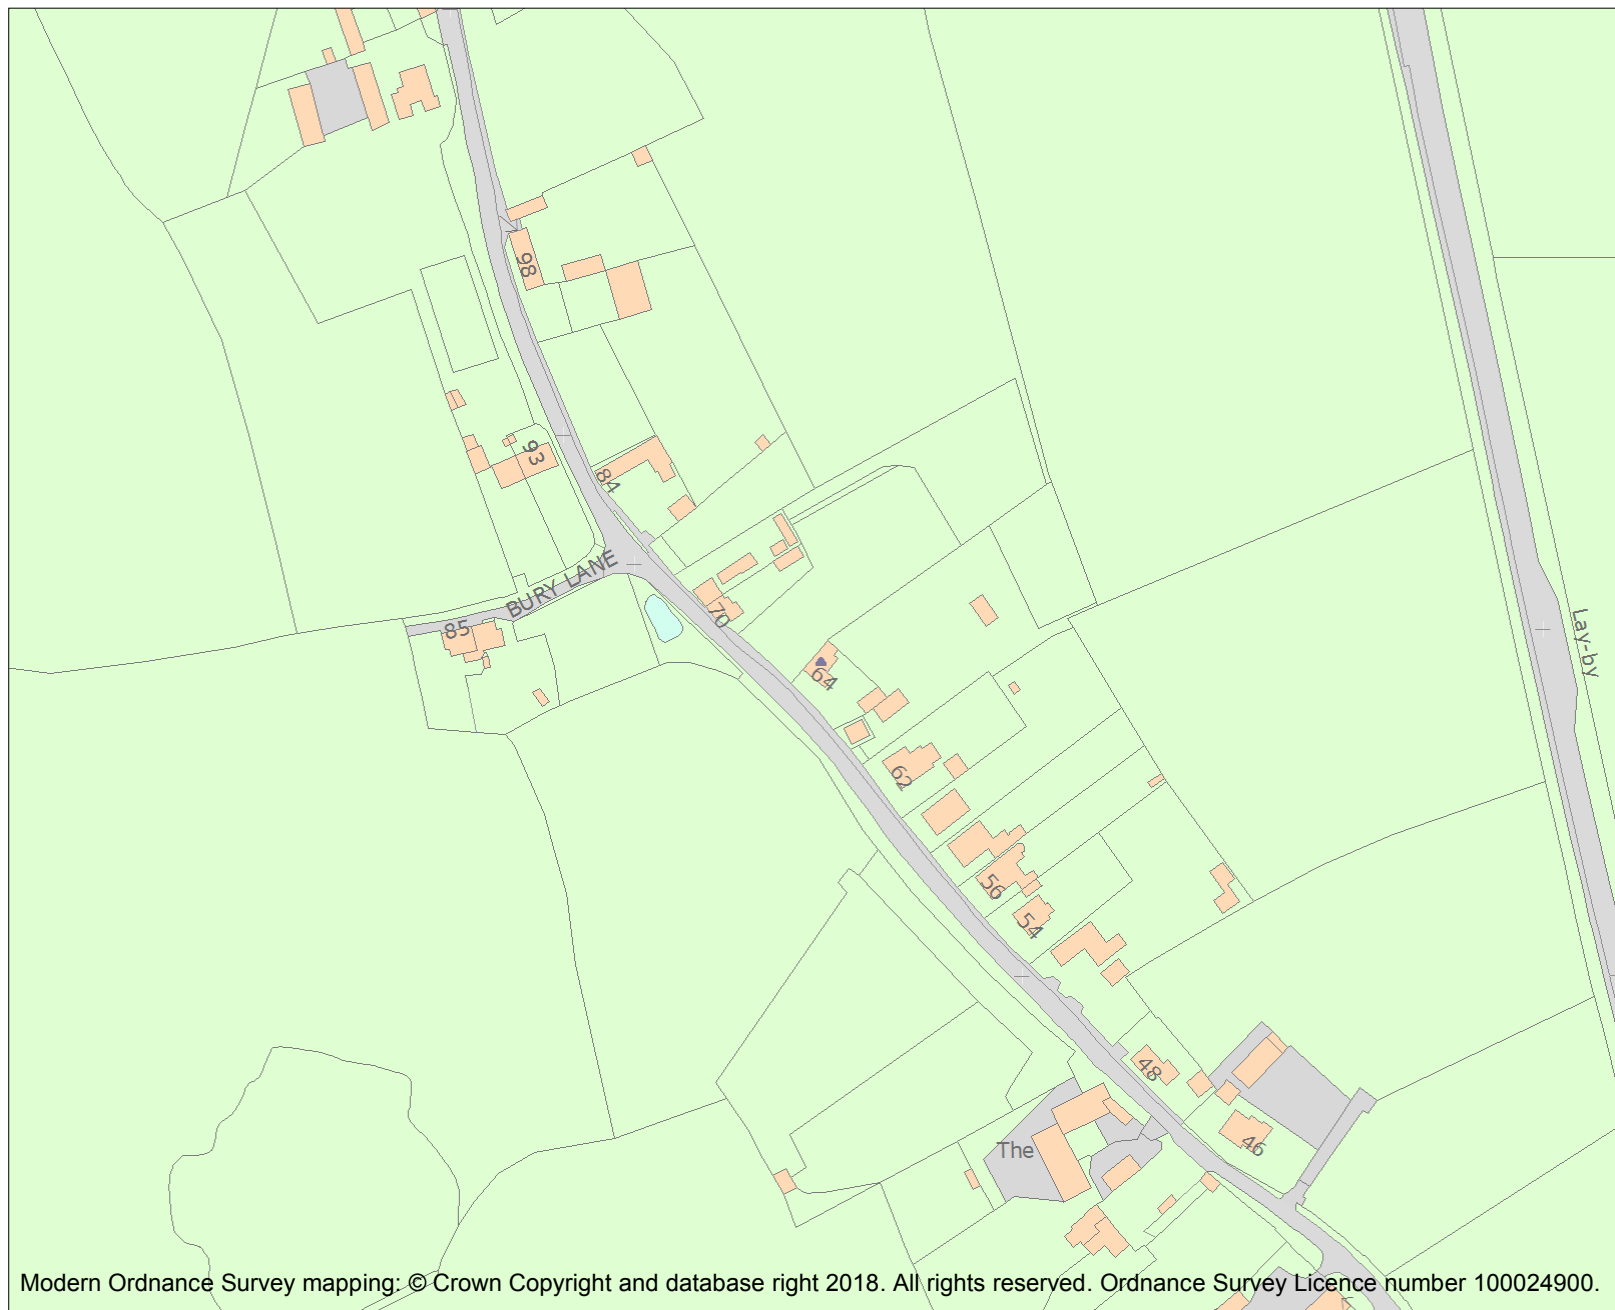 98
93
84
BURY LANE
85
70
Lay-by
64
62
56
54
48
46
The
Modern Ordnance Survey mapping: © Crown Copyright and database right 2018. All rights reserved. Ordnance Survey Licence number 100024900.